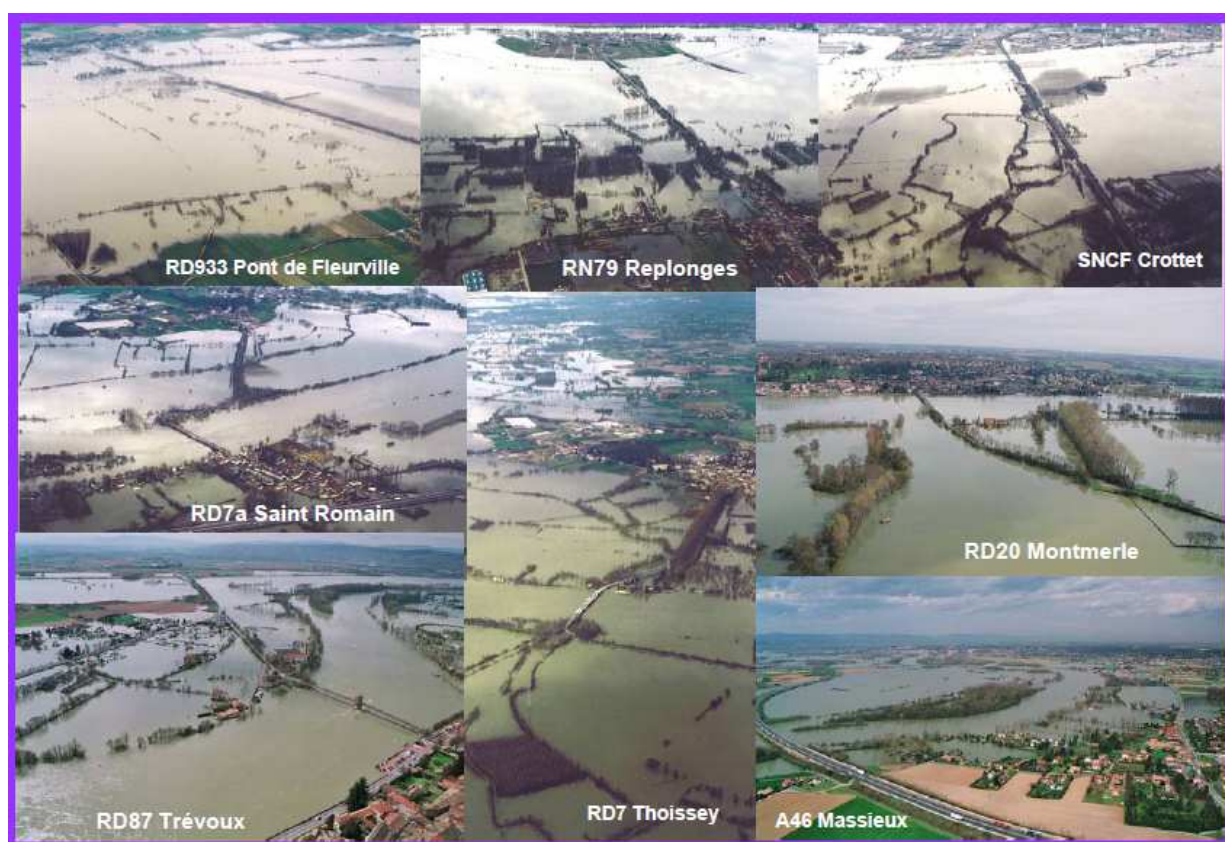 RD933 Pont de Fleurville
RN79 Replonges
SNCF Crottet
RD7a Saint Romain
RD20 Montmerle
RD87 Trévoux
RD7 Thoissey
A46 Massieux